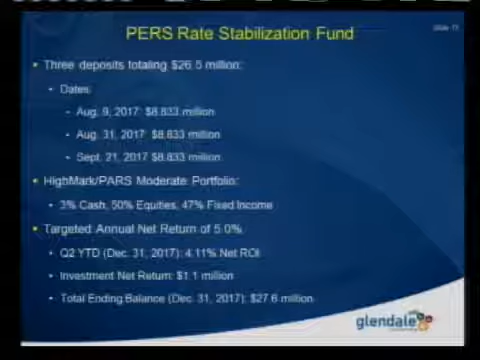 PERS Rate Stabilization Fund
Three deposits totaling $26.5 million:
Dates:
Aug. 9, 2017: $8.833 million
Aug. 31, 2017: $8.833 million
Sept. 21, 2017: $8.833 million
HighMark/PARS Moderate Portfolio:
3% Cash, 50% Equities, 47% Fixed Income
Targeted Annual Net Return of 5.0%
Q2 YTD (Dec. 31, 2017): 4.11% Net ROI
Investment Net Return: $1.1 million
Total Ending Balance (Dec. 31, 2017): $27.6 million
glendale